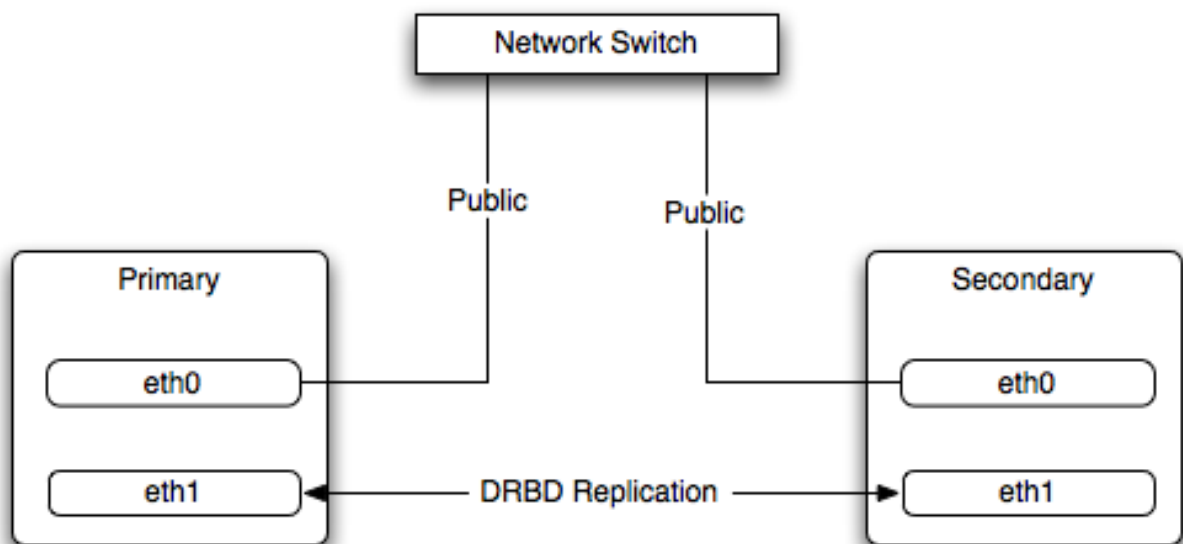 Network Switch
Public
Public
Primary
Secondary
eth0
eth0
eth1
DRBD Replication
eth1